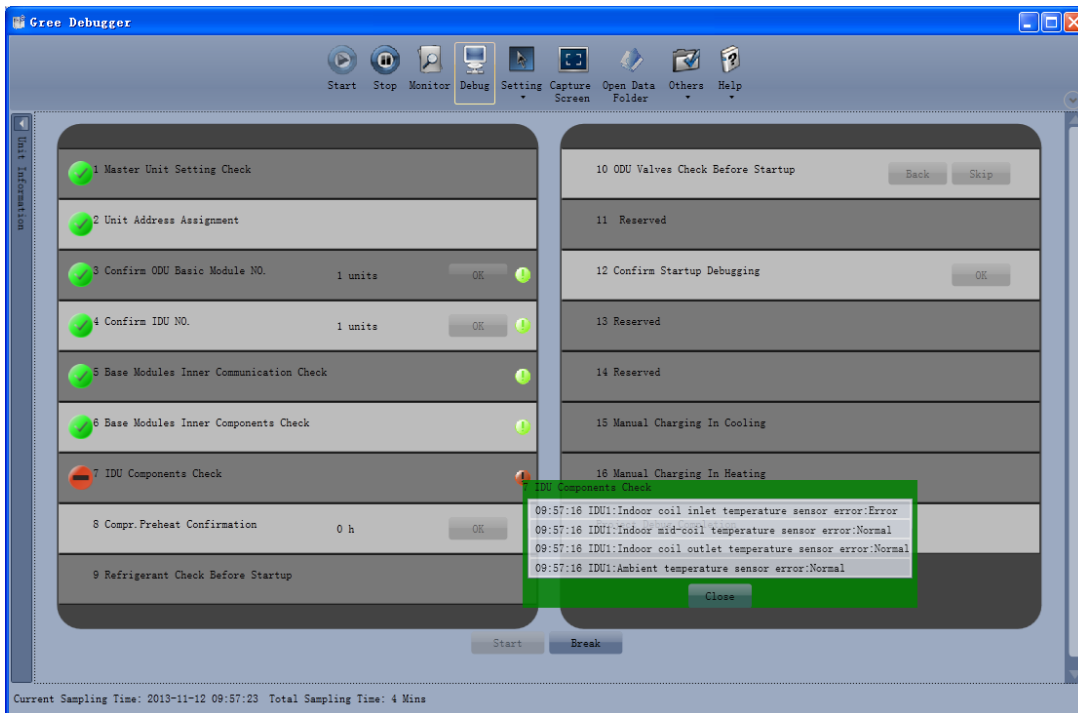 Gree Debugger
Start Stop Monitor Debug Setting Capture Screen Open Data Folder Others Help
Unit Information
1 Master Unit Setting Check
2 Unit Address Assignment
3 Confirm ODU Basic Module NO. 1 units OK
4 Confirm IDU NO. 1 units OK
5 Base Modules Inner Communication Check
6 Base Modules Inner Components Check
7 IDU Components Check
8 Compr.Preheat Confirmation 0 h OK
9 Refrigerant Check Before Startup
10 ODU Valves Check Before Startup Back Skip
11 Reserved
12 Confirm Startup Debugging OK
13 Reserved
14 Reserved
15 Manual Charging In Cooling
16 Manual Charging In Heating
7 IDU Components Check
09:57:16 IDU1:Indoor coil inlet temperature sensor error:Error
09:57:16 IDU1:Indoor mid-coil temperature sensor error:Normal
09:57:16 IDU1:Indoor coil outlet temperature sensor error:Normal
09:57:16 IDU1:Ambient temperature sensor error:Normal
Close
Start Break
Current Sampling Time: 2013-11-12 09:57:23 Total Sampling Time: 4 Mins